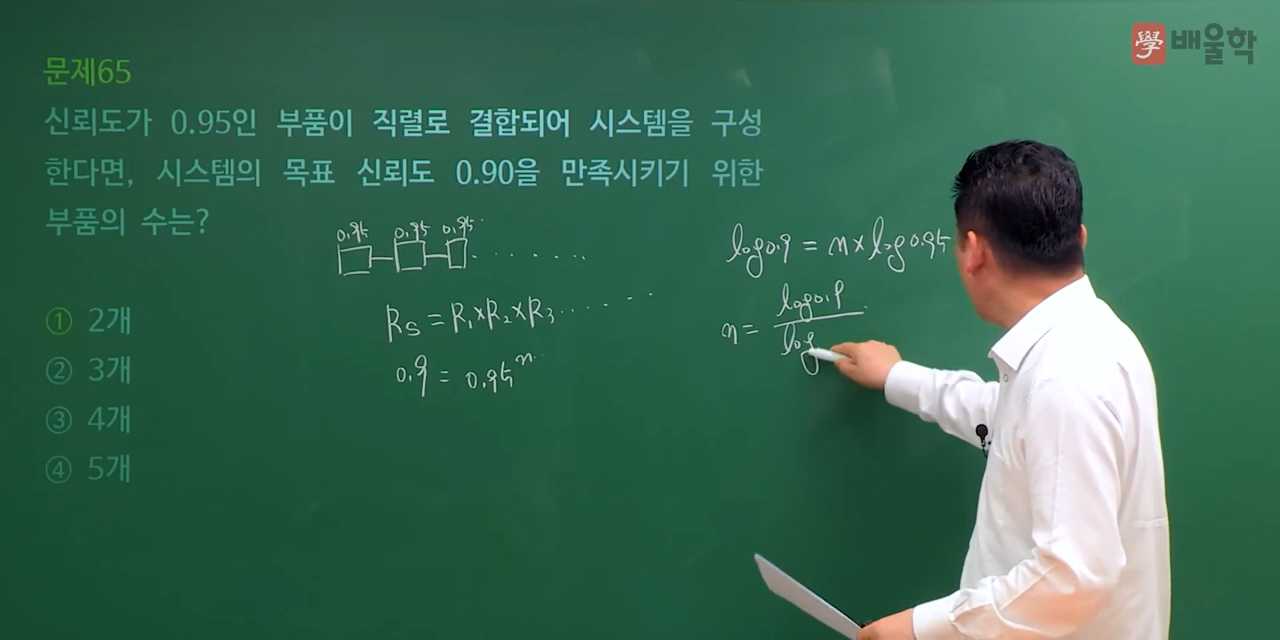 學 배울학
문제65
신뢰도가 0.95인 부품이 직렬로 결합되어 시스템을 구성
한다면, 시스템의 목표 신뢰도 0.90을 만족시키기 위한
부품의 수는?
① 2개
② 3개
③ 4개
④ 5개
0.95 0.95 0.95..
......
Rs = R₁×R₂×R₃......
0.9 = 0.95ⁿ..
log0.9 = n×log0.95
n = log0.9
log